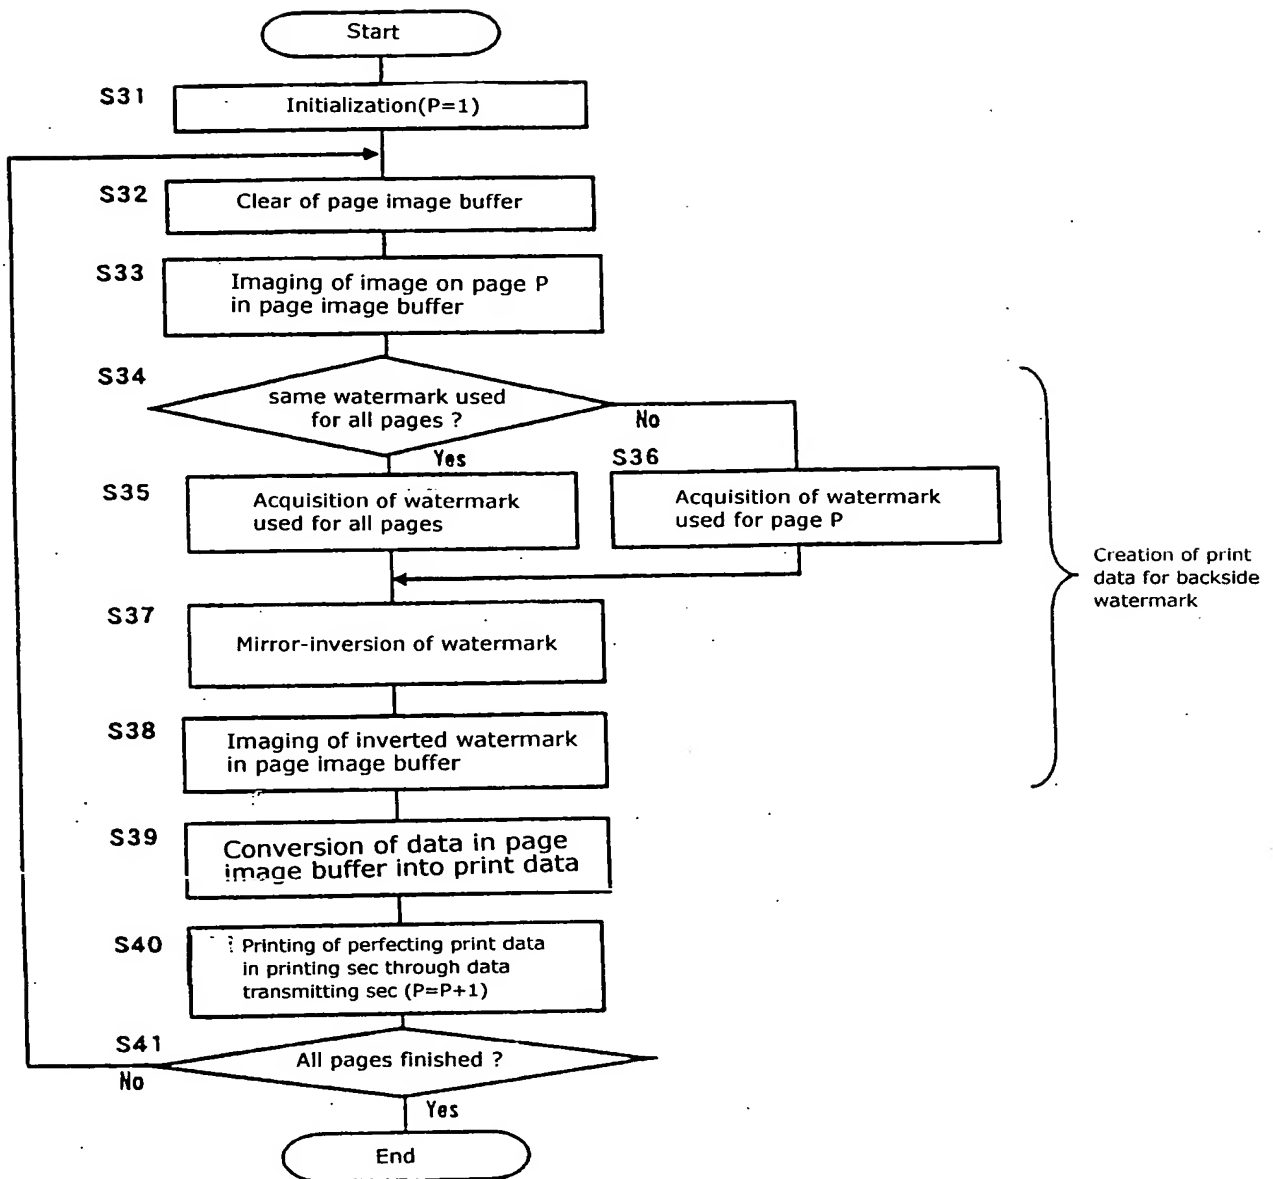 Start
S31
Initialization(P=1)
S32
Clear of page image buffer
S33
Imaging of image on page P
in page image buffer
S34
same watermark used
for all pages ?
No
Yes
S35
Acquisition of watermark
used for all pages
S36
Acquisition of watermark
used for page P
Creation of print
data for backside
watermark
S37
Mirror-inversion of watermark
S38
Imaging of inverted watermark
in page image buffer
S39
Conversion of data in page
image buffer into print data
S40
Printing of perfecting print data
in printing sec through data
transmitting sec (P=P+1)
S41
All pages finished ?
No
Yes
End